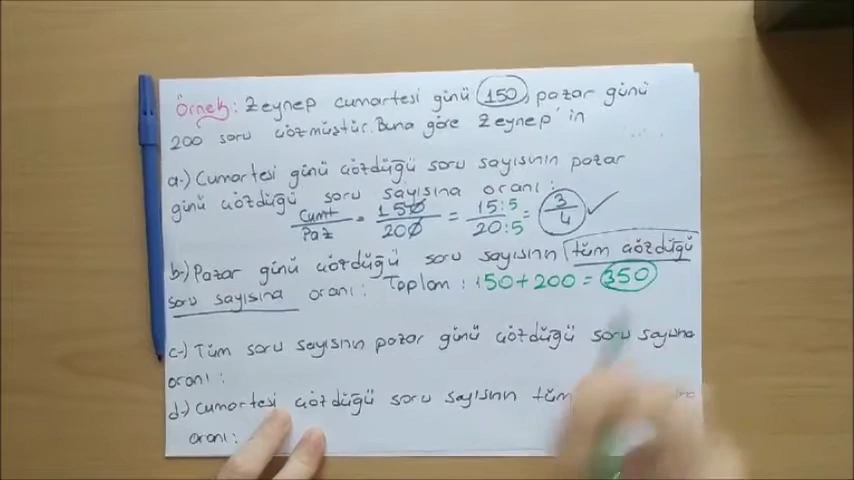 Örnek: Zeynep cumartesi günü 150, pazar günü
200 soru çözmüştür. Buna göre Zeynep'in
a-) Cumartesi günü çözdüğü soru sayısının pazar
günü çözdüğü soru sayısına oranı:
Cumt/Paz = 150/200 = 15:5/20:5 = 3/4 ✓
b-) Pazar günü çözdüğü soru sayısının tüm çözdüğü
soru sayısına oranı: Toplam: 150+200=350
c-) Tüm soru sayısının pazar günü çözdüğü soru sayısına
oranı:
d-) Cumartesi çözdüğü soru sayısının tüm
oranı: